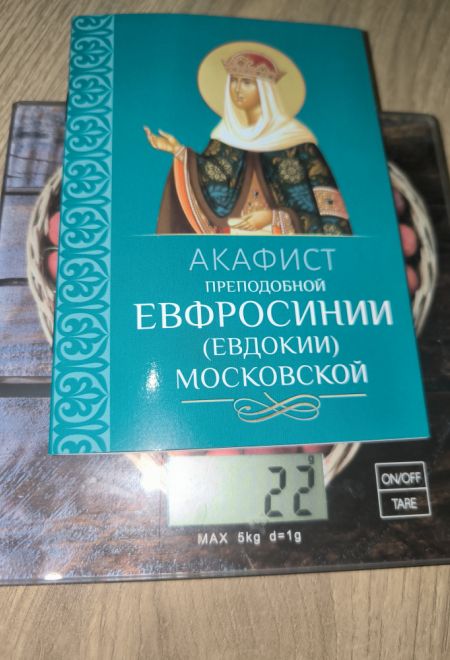 АКАФИСТ
ПРЕПОДОБНОЙ
ЕВФРОСИНИИ
(ЕВДОКИИ)
МОСКОВСКОЙ
22 g
ON/OFF
TARE
MAX 5kg d=1g